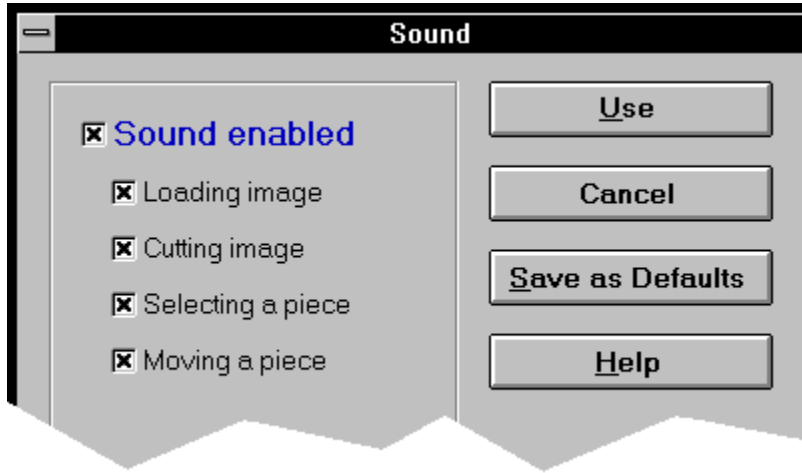 Sound
Sound enabled
Loading image
Cutting image
Selecting a piece
Moving a piece
Use
Cancel
Save as Defaults
Help